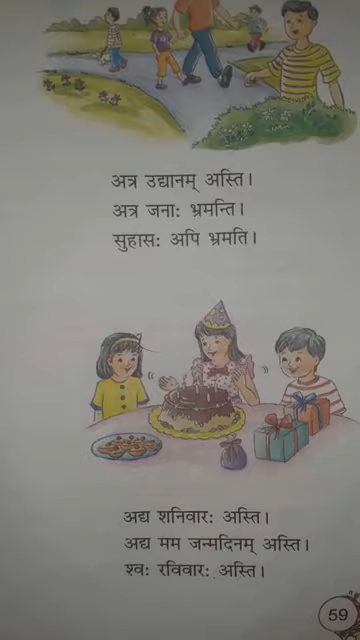 अत्र उद्यानम् अस्ति।
अत्र जनाः भ्रमन्ति।
सुहासः अपि भ्रमति।
अद्य शनिवारः अस्ति।
अद्य मम जन्मदिनम् अस्ति।
श्वः रविवारः अस्ति।
59